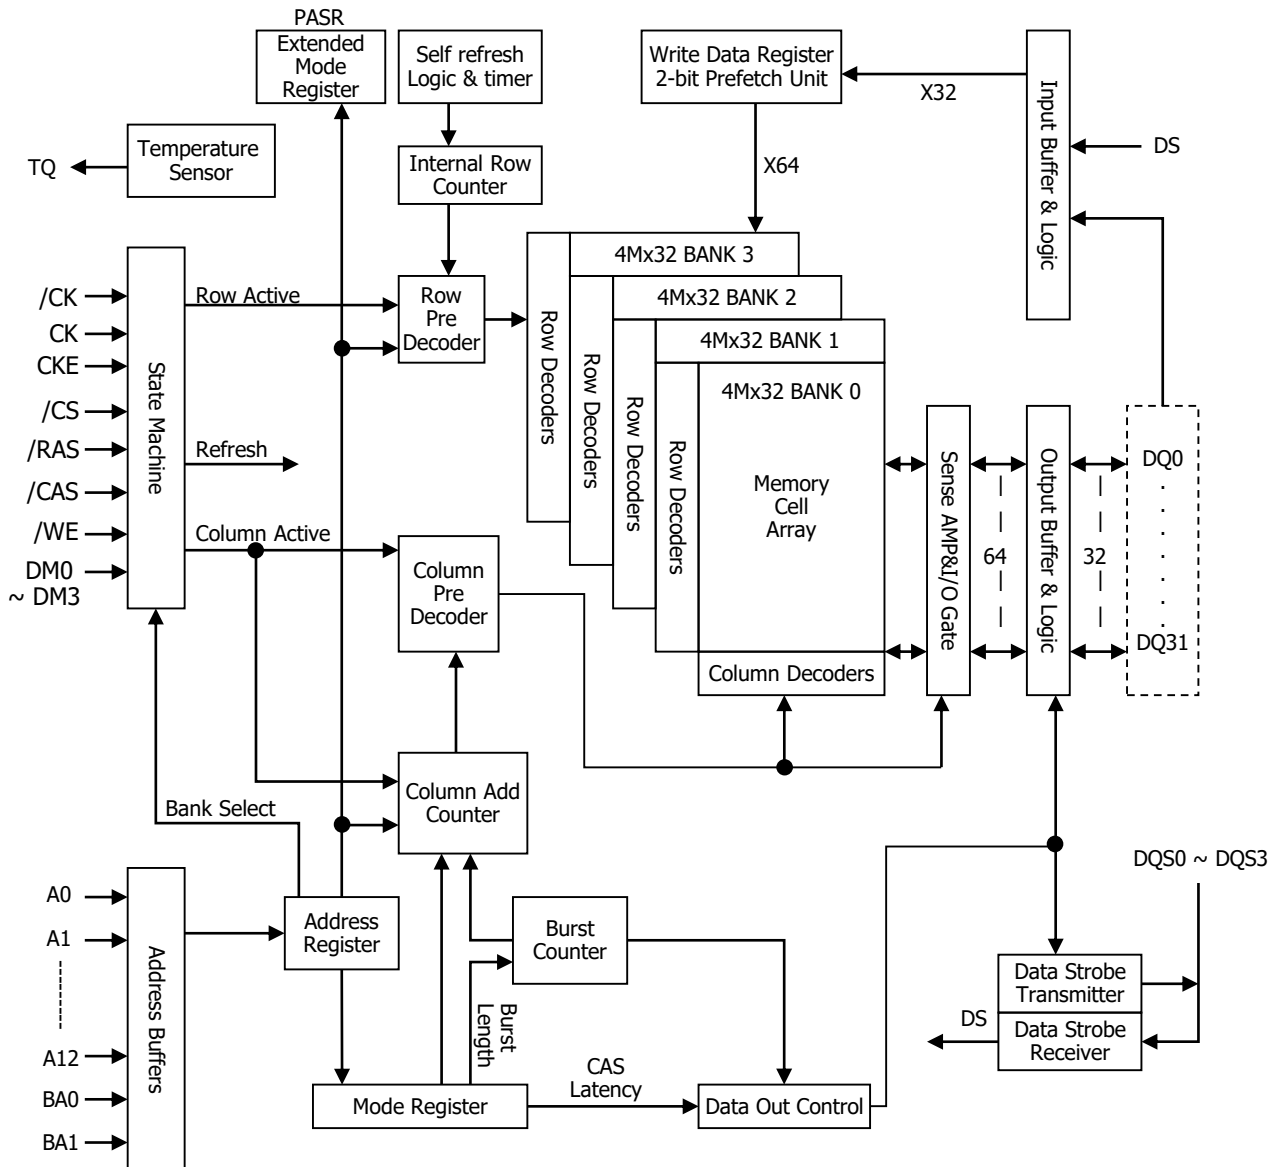 PASR
Extended
Mode
Register
Self refresh
Logic & timer
Write Data Register
2-bit Prefetch Unit
X32
Input Buffer & Logic
DS
TQ
Temperature
Sensor
Internal Row
Counter
X64
4Mx32 BANK 3
4Mx32 BANK 2
4Mx32 BANK 1
4Mx32 BANK 0
Row Decoders
Row Decoders
Row Decoders
Row Decoders
Memory
Cell
Array
Column Decoders
/CK
CK
CKE
/CS
/RAS
/CAS
/WE
DM0
~ DM3
State Machine
Row Active
Refresh
Column Active
Row
Pre
Decoder
Column
Pre
Decoder
Sense AMP&I/O Gate
64
Output Buffer & Logic
32
DQ0
DQ31
Bank Select
Column Add
Counter
A0
A1
A12
BA0
BA1
Address Buffers
Address
Register
Burst
Counter
Burst
Length
Mode Register
CAS
Latency
Data Out Control
DQS0 ~ DQS3
Data Strobe
Transmitter
DS
Data Strobe
Receiver